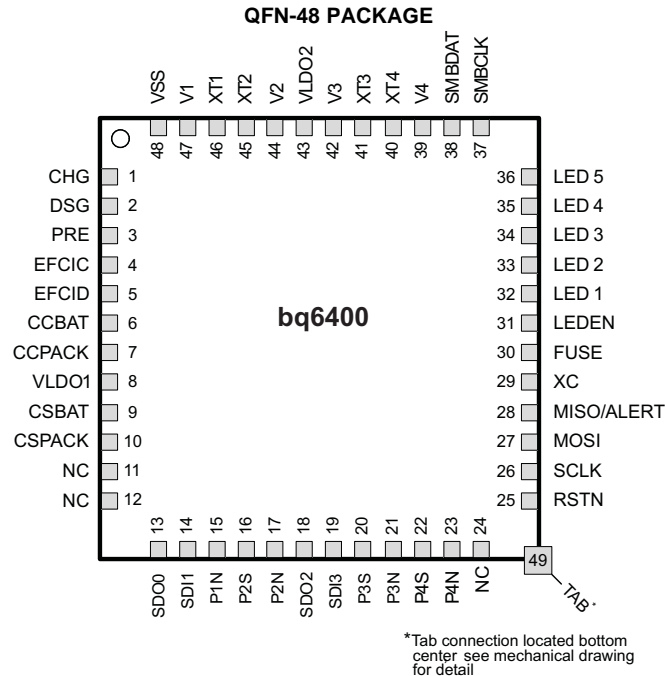 QFN-48 PACKAGE
VSS
V1
XT1
XT2
V2
VLDO2
V3
XT3
XT4
V4
SMBDAT
SMBCLK
48
47
46
45
44
43
42
41
40
39
38
37
CHG 1
DSG 2
PRE 3
EFCIC 4
EFCID 5
CCBAT 6
CCPACK 7
VLDO1 8
CSBAT 9
CSPACK 10
NC 11
NC 12
bq6400
36 LED 5
35 LED 4
34 LED 3
33 LED 2
32 LED 1
31 LEDEN
30 FUSE
29 XC
28 MISO/ALERT
27 MOSI
26 SCLK
25 RSTN
13
14
15
16
17
18
19
20
21
22
23
24
SDO0
SDI1
P1N
P2S
P2N
SDO2
SDI3
P3S
P3N
P4S
P4N
NC
49
TAB*
*Tab connection located bottom
center see mechanical drawing
for detail